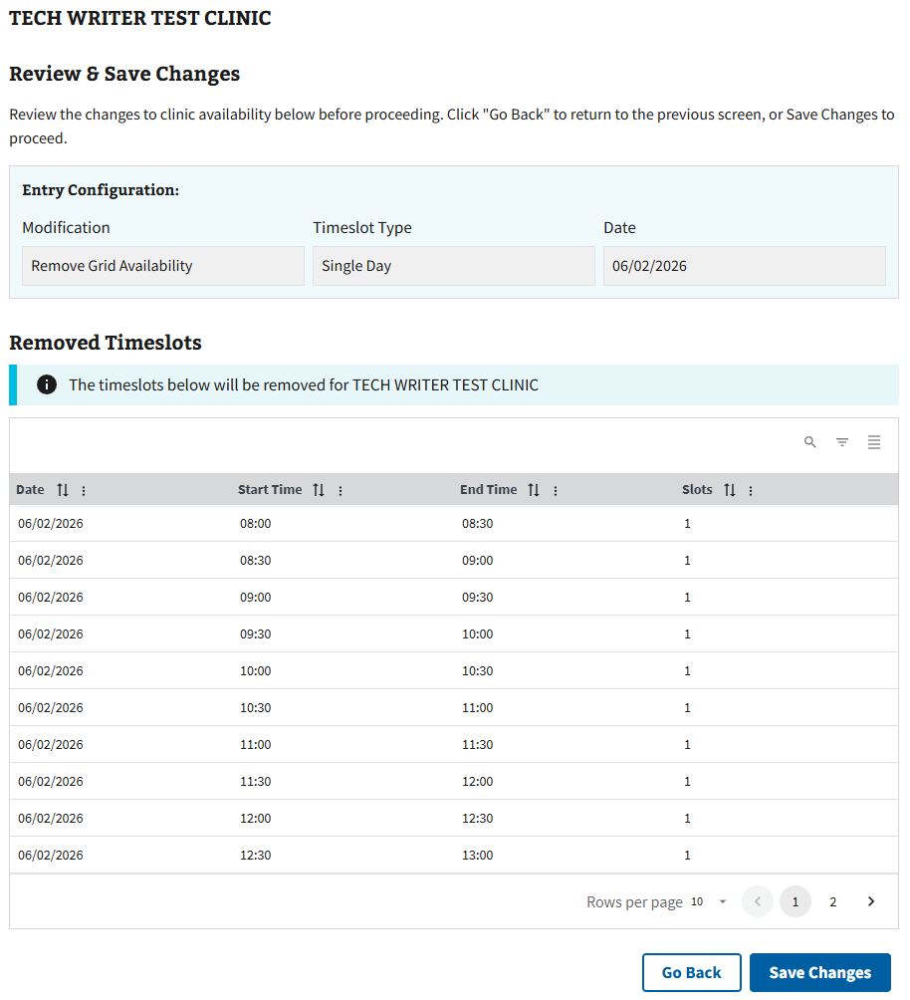 TECH WRITER TEST CLINIC
Review & Save Changes
Review the changes to clinic availability below before proceeding. Click "Go Back" to return to the previous screen, or Save Changes to
proceed.
Entry Configuration:
Modification Timeslot Type Date
Remove Grid Availability Single Day 06/02/2026
Removed Timeslots
The timeslots below will be removed for TECH WRITER TEST CLINIC
Date Start Time End Time Slots
06/02/2026 08:00 08:30 1
06/02/2026 08:30 09:00 1
06/02/2026 09:00 09:30 1
06/02/2026 09:30 10:00 1
06/02/2026 10:00 10:30 1
06/02/2026 10:30 11:00 1
06/02/2026 11:00 11:30 1
06/02/2026 11:30 12:00 1
06/02/2026 12:00 12:30 1
06/02/2026 12:30 13:00 1
Rows per page 10 1 2
Go Back Save Changes